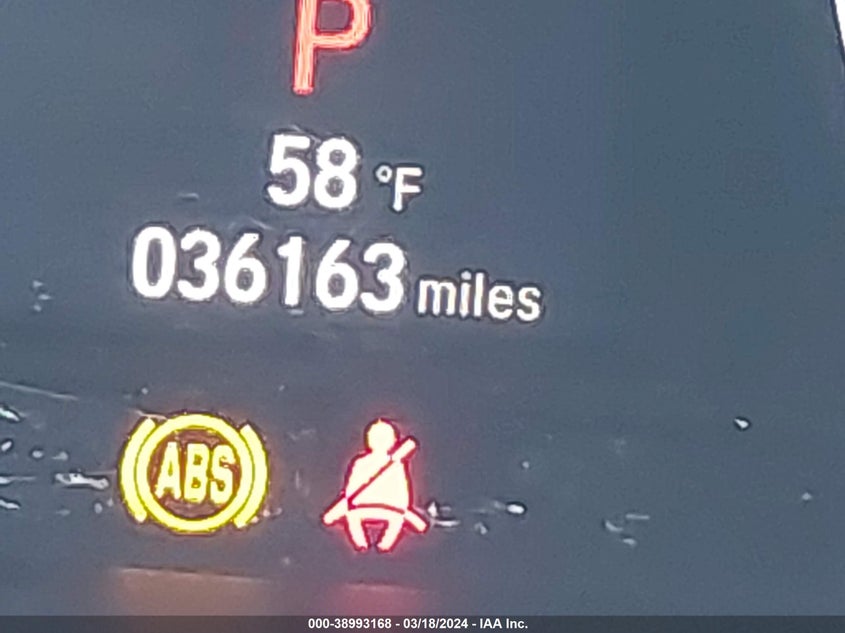 P
58 °F
036163 miles
ABS
000-38993168 - 03/18/2024 - IAA Inc.